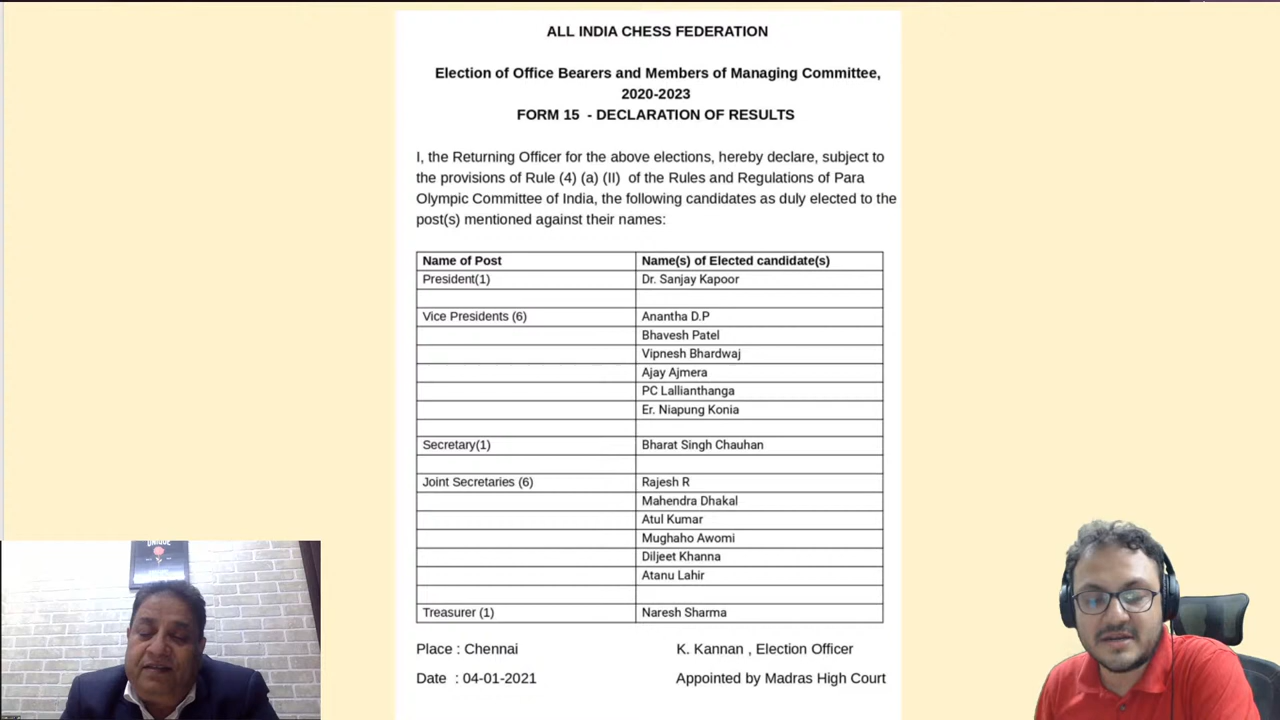 ALL INDIA CHESS FEDERATION
Election of Office Bearers and Members of Managing Committee,
2020-2023
FORM 15 - DECLARATION OF RESULTS
I, the Returning Officer for the above elections, hereby declare, subject to
the provisions of Rule (4) (a) (II) of the Rules and Regulations of Para
Olympic Committee of India, the following candidates as duly elected to the
post(s) mentioned against their names:
Name of Post Name(s) of Elected candidate(s)
President(1) Dr. Sanjay Kapoor
Vice Presidents (6) Anantha D.P
Bhavesh Patel
Vipnesh Bhardwaj
Ajay Ajmera
PC Lallianthanga
Er. Niapung Konia
Secretary(1) Bharat Singh Chauhan
Joint Secretaries (6) Rajesh R
Mahendra Dhakal
Atul Kumar
Mughaho Awomi
Diljeet Khanna
Atanu Lahir
Treasurer (1) Naresh Sharma
Place : Chennai K. Kannan , Election Officer
Date : 04-01-2021 Appointed by Madras High Court